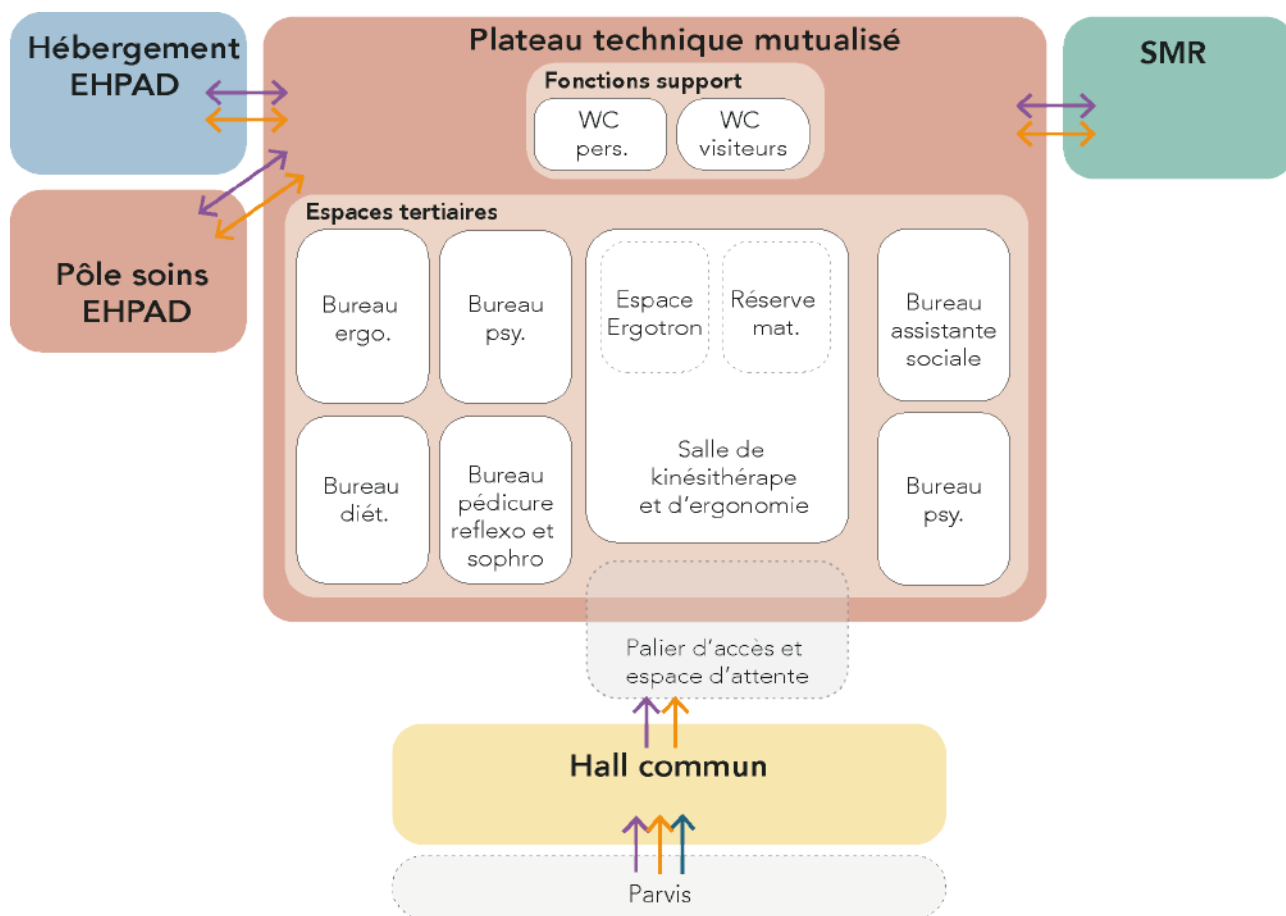 Hébergement
EHPAD
Plateau technique mutualisé
SMR
Fonctions support
WC
pers.
WC
visiteurs
Pôle soins
EHPAD
Espaces tertiaires
Bureau
ergo.
Bureau
psy.
Espace
Ergotron
Réserve
mat.
Bureau
assistante
sociale
Bureau
diét.
Bureau
pédicure
reflexo et
sophro
Salle de
kinésithérape
et d'ergonomie
Bureau
psy.
Palier d'accès et
espace d'attente
Hall commun
Parvis